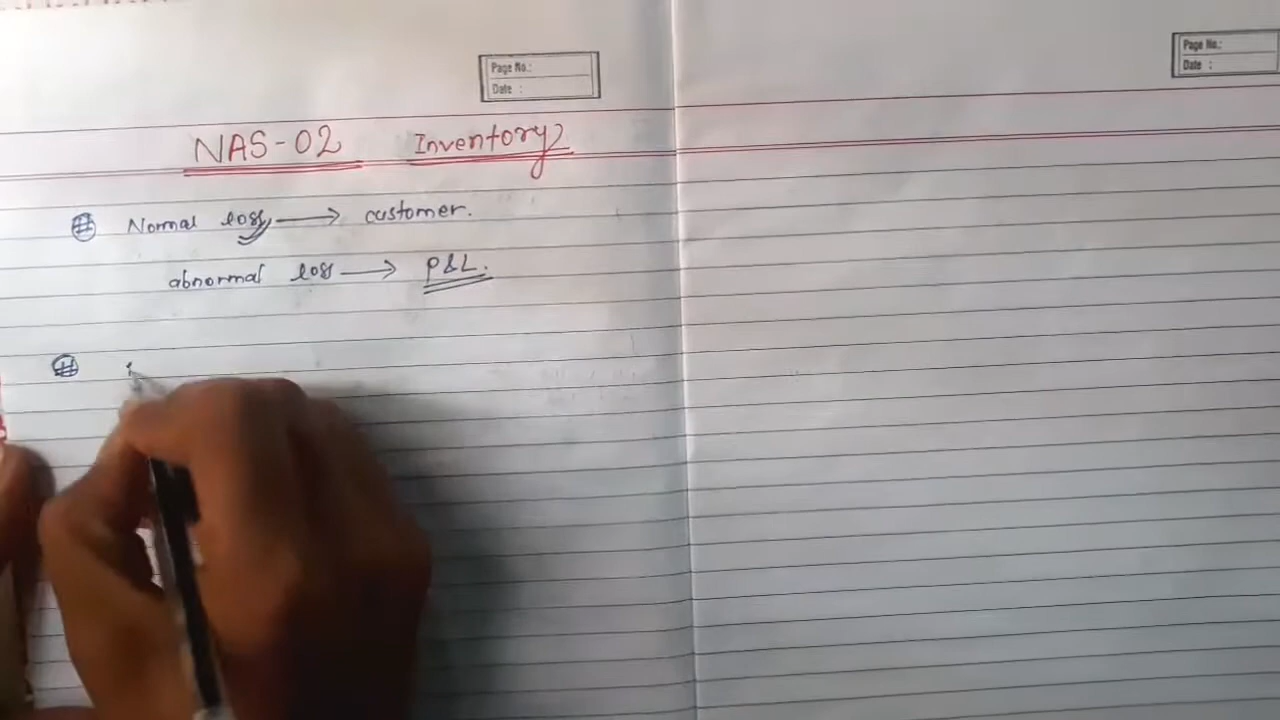 Page No.:
Date :
Page No.:
Date :
NAS-02 Inventory
# Normal loss → customer.
abnormal loss → P&L.
#